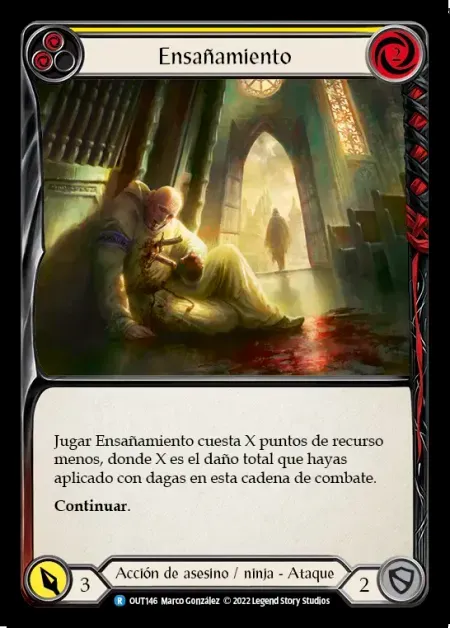 Ensañamiento
2
Jugar Ensañamiento cuesta X puntos de recurso
menos, donde X es el daño total que hayas
aplicado con dagas en esta cadena de combate.
Continuar.
3
Acción de asesino / ninja - Ataque
2
R OUT146 Marco González © 2022 Legend Story Studios